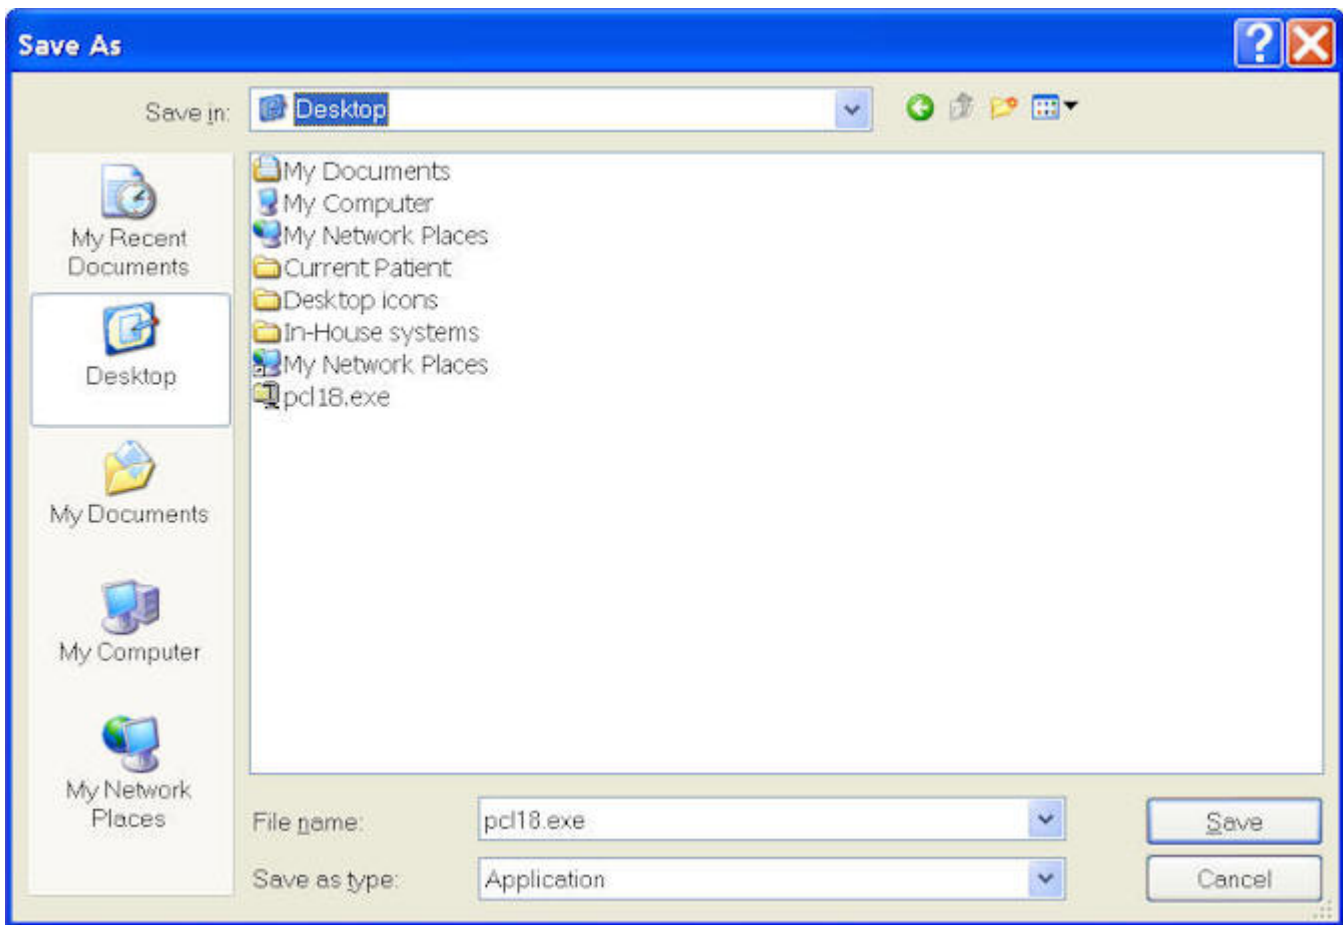 Save As
Save in:
Desktop
My Recent
Documents
Desktop
My Documents
My Computer
My Network
Places
My Documents
My Computer
My Network Places
Current Patient
Desktop icons
In-House systems
My Network Places
pcl18.exe
File name:
pcl18.exe
Save
Save as type:
Application
Cancel